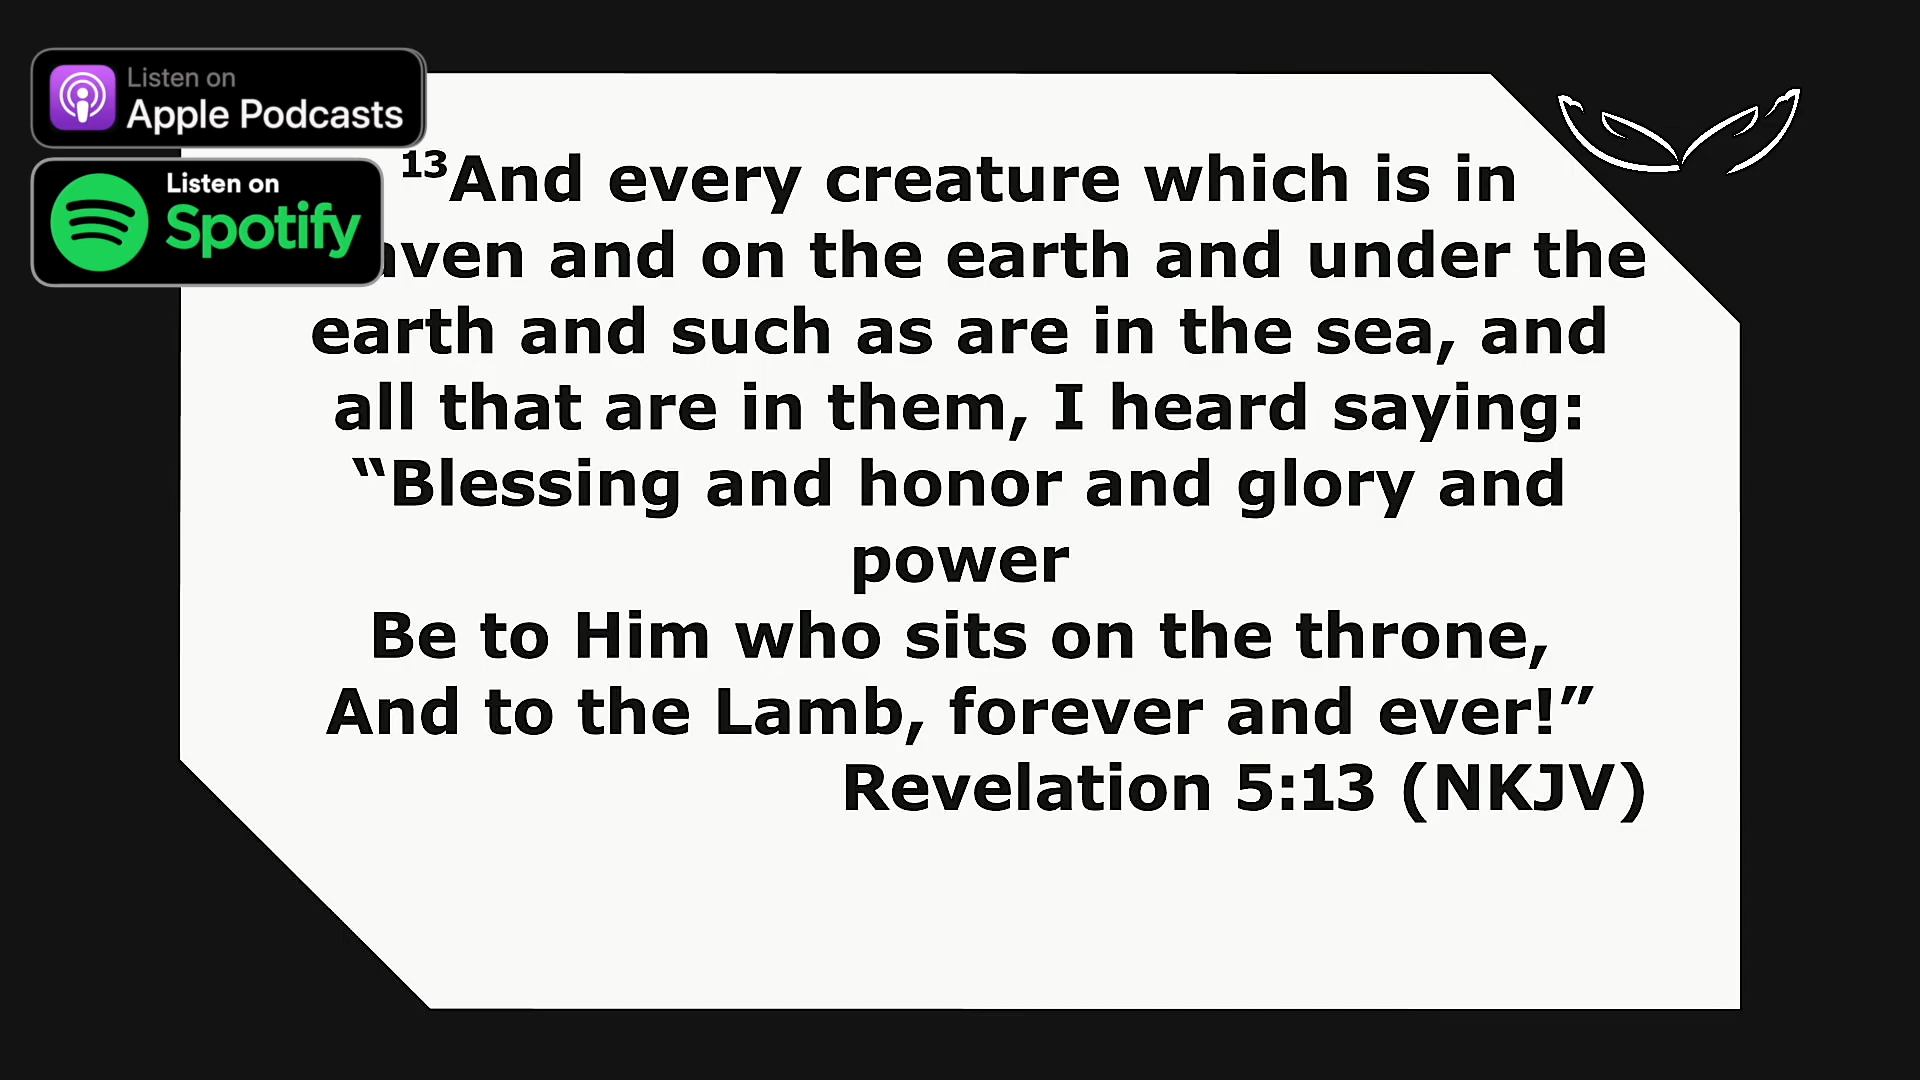 Listen on
Apple Podcasts
Listen on
Spotify
13And every creature which is in
and on the earth and under the
earth and such as are in the sea, and
all that are in them, I heard saying:
“Blessing and honor and glory and
power
Be to Him who sits on the throne,
And to the Lamb, forever and ever!”
Revelation 5:13 (NKJV)